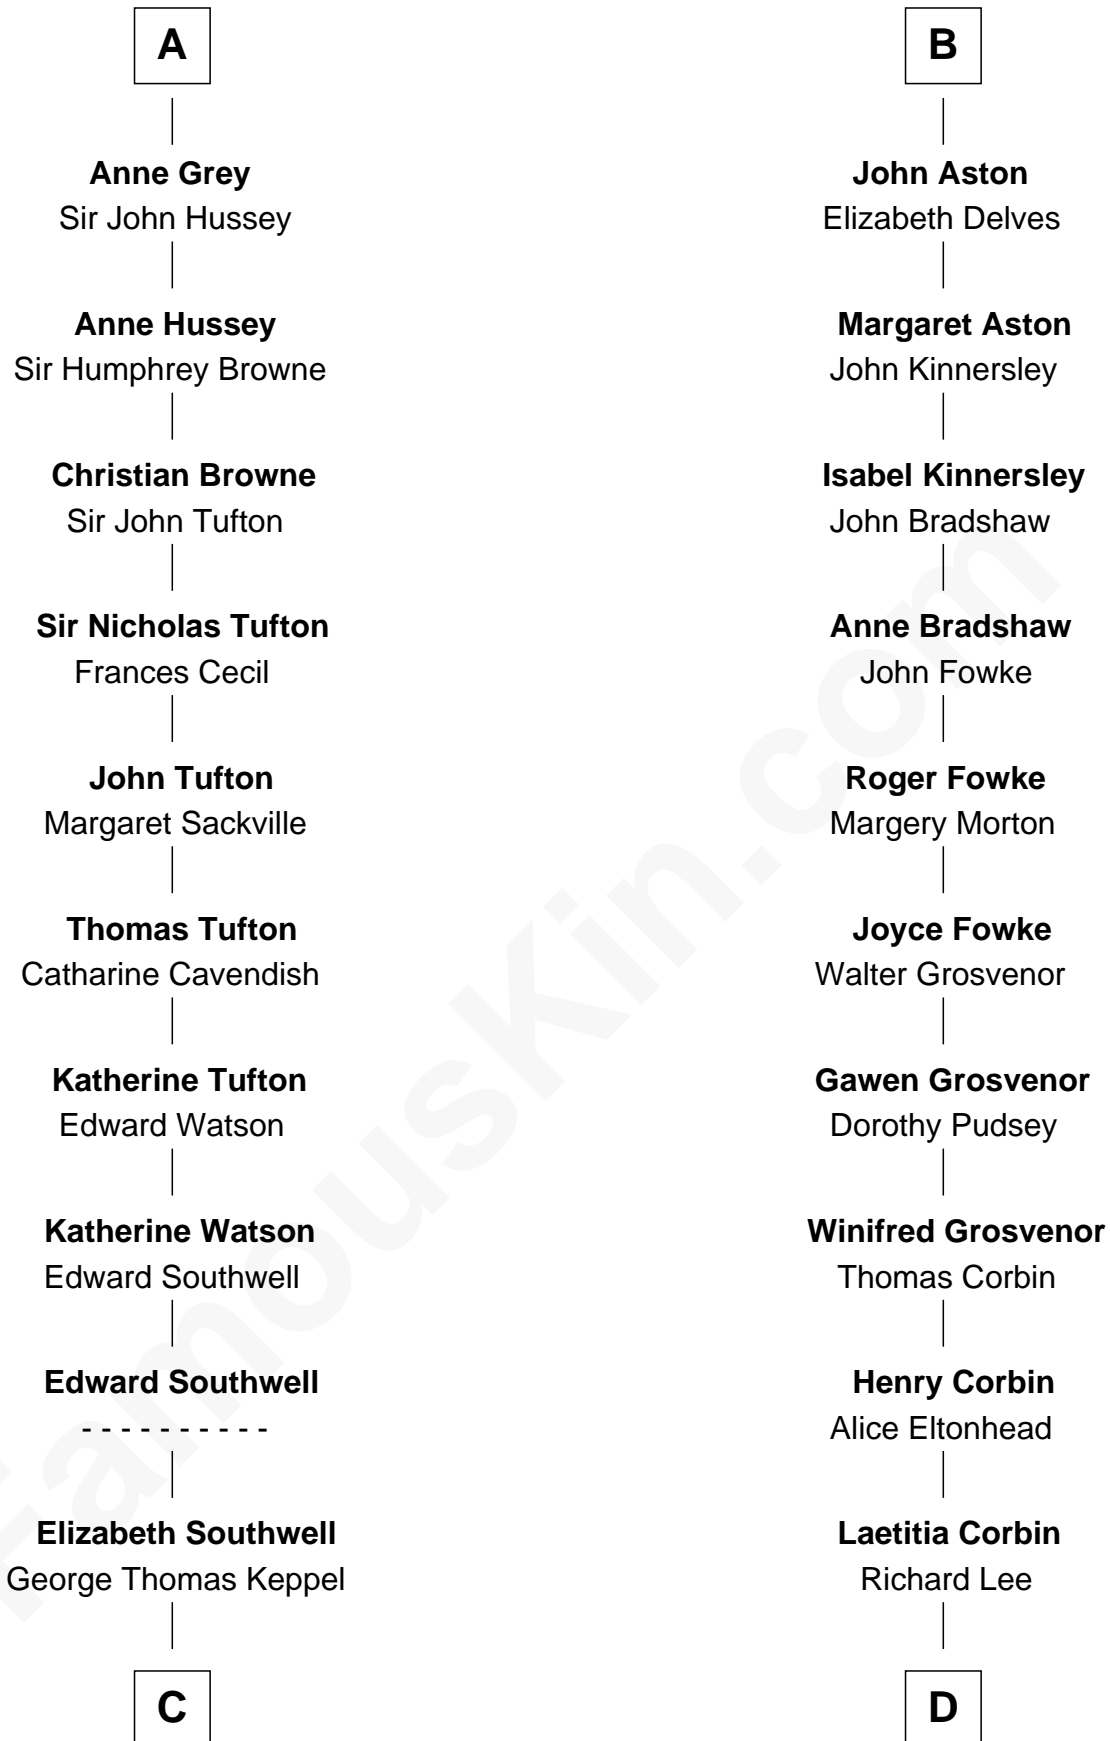 A
Anne Grey
Sir John Hussey
Anne Hussey
Sir Humphrey Browne
Christian Browne
Sir John Tufton
Sir Nicholas Tufton
Frances Cecil
John Tufton
Margaret Sackville
Thomas Tufton
Catharine Cavendish
Katherine Tufton
Edward Watson
Katherine Watson
Edward Southwell
Edward Southwell
- - - - - - - - - -
Elizabeth Southwell
George Thomas Keppel
C
B
John Aston
Elizabeth Delves
Margaret Aston
John Kinnersley
Isabel Kinnersley
John Bradshaw
Anne Bradshaw
John Fowke
Roger Fowke
Margery Morton
Joyce Fowke
Walter Grosvenor
Gawen Grosvenor
Dorothy Pudsey
Winifred Grosvenor
Thomas Corbin
Henry Corbin
Alice Eltonhead
Laetitia Corbin
Richard Lee
D
FamousKin.com